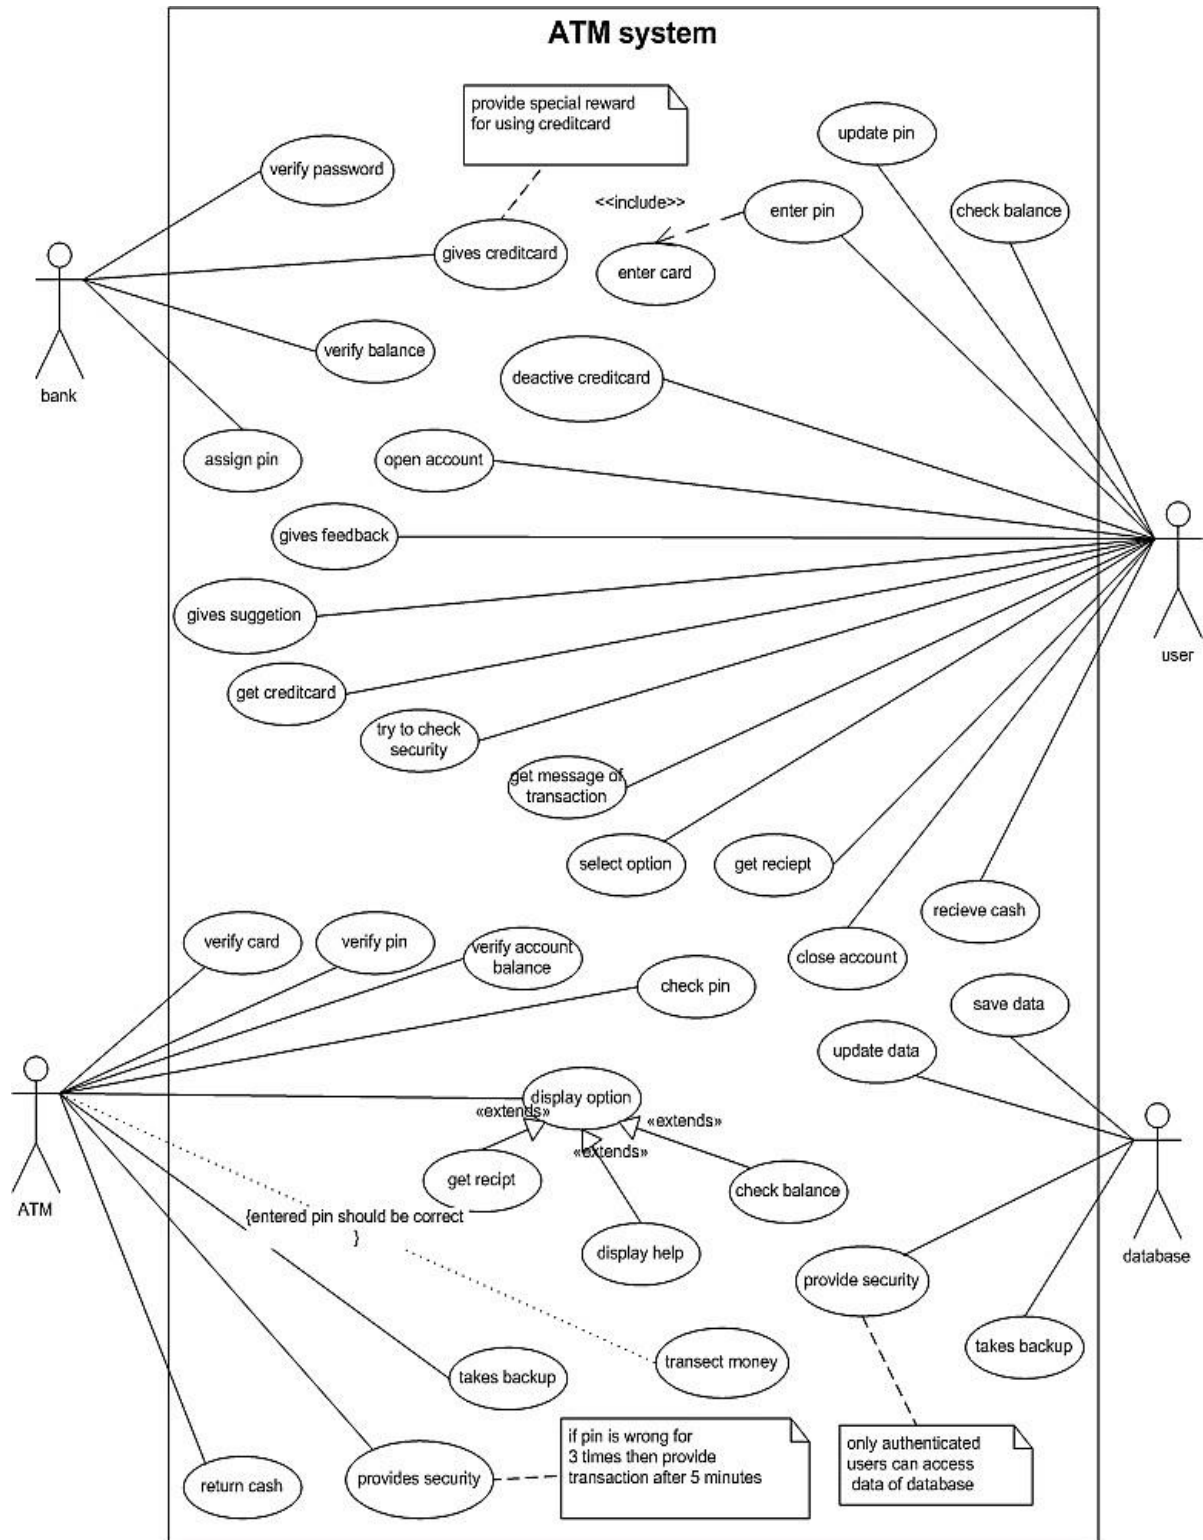 ATM system
provide special reward
for using creditcard
update pin
verify password
<<include>>
enter pin
check balance
gives creditcard
enter card
verify balance
deactive creditcard
bank
assign pin
open account
gives feedback
gives suggetion
user
get creditcard
try to check
security
get message of
transaction
select option
get reciept
recieve cash
verify card
verify pin
verify account
balance
close account
check pin
save data
update data
display option
«extends»
«extends»
«extends»
get recipt
check balance
ATM
{entered pin should be correct
}
display help
database
provide security
takes backup
transect money
takes backup
if pin is wrong for
3 times then provide
transaction after 5 minutes
only authenticated
users can access
data of database
return cash
provides security